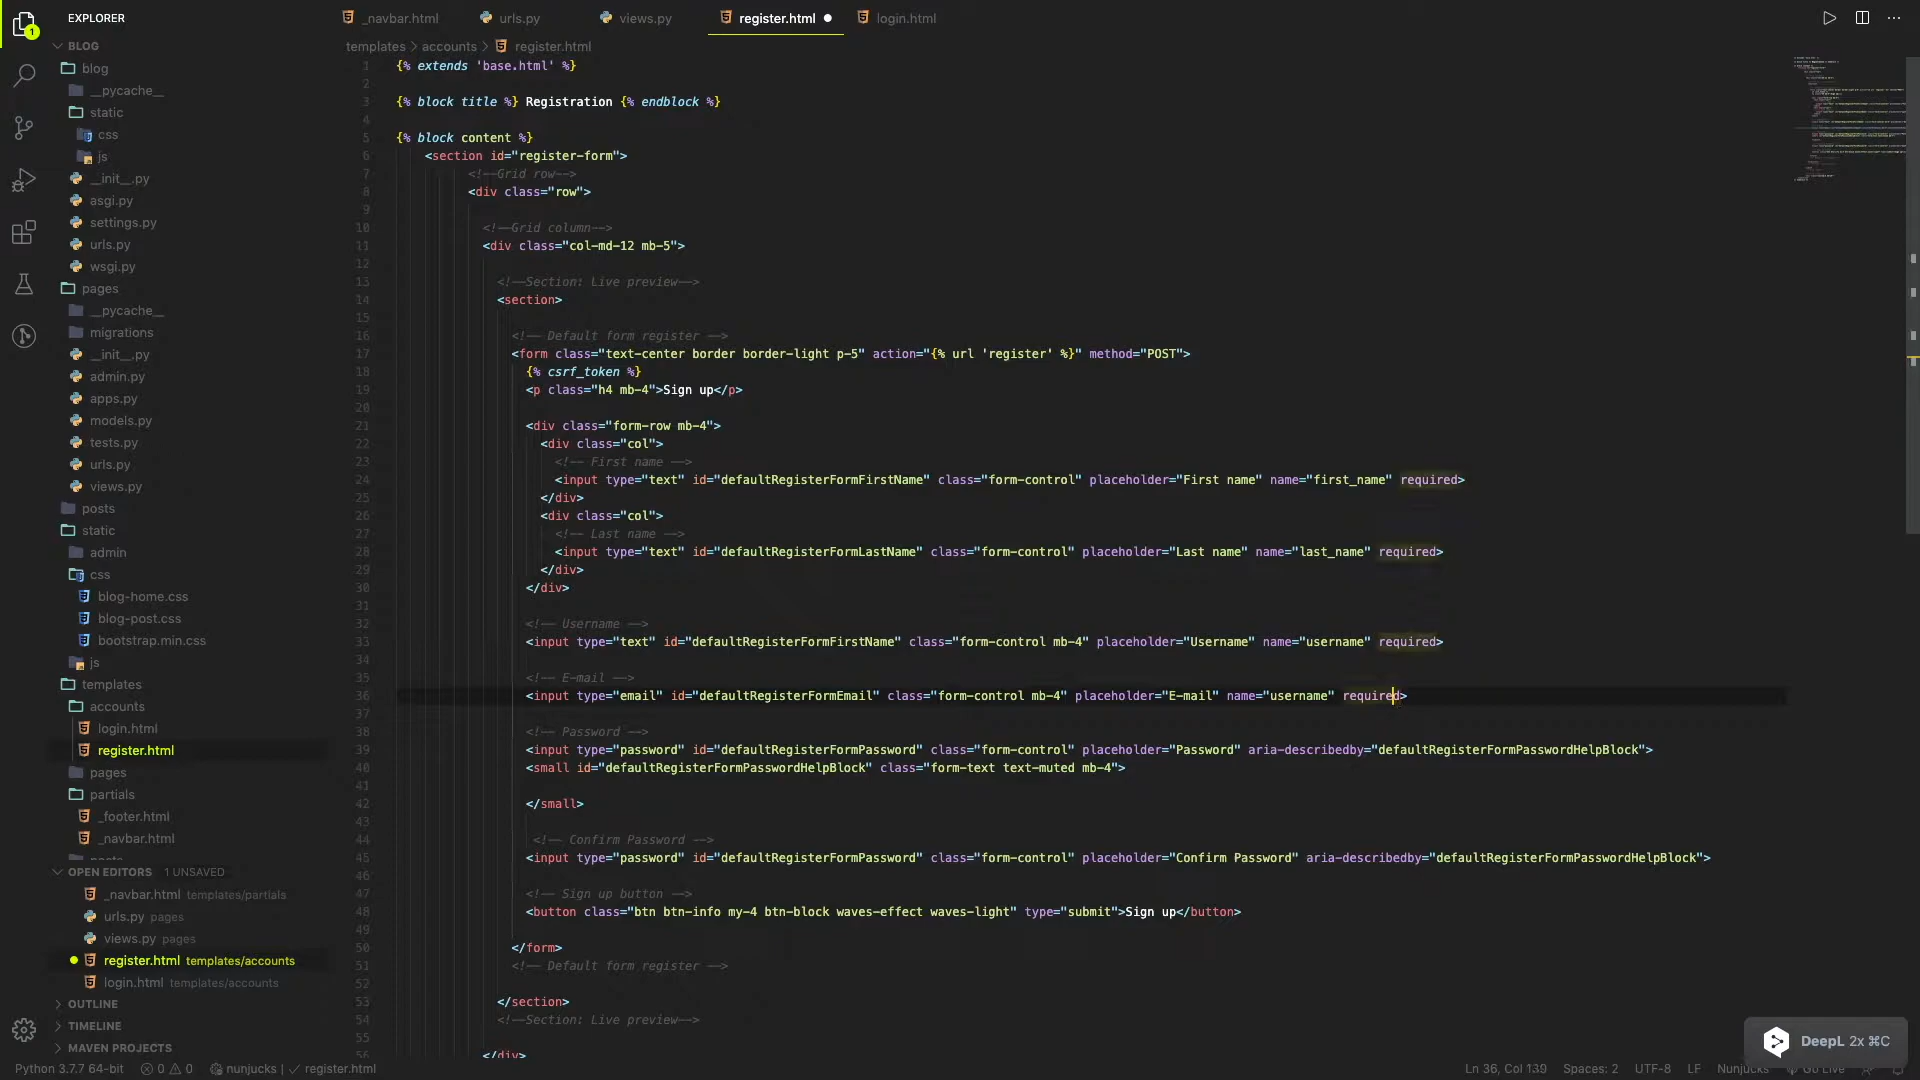 EXPLORER
_navbar.html
urls.py
views.py
register.html
login.html
1
BLOG
templates > accounts > register.html
blog
__pycache__
static
css
js
__init__.py
asgi.py
settings.py
urls.py
wsgi.py
pages
__pycache__
migrations
__init__.py
admin.py
apps.py
models.py
tests.py
urls.py
views.py
posts
static
admin
css
blog-home.css
blog-post.css
bootstrap.min.css
js
templates
accounts
login.html
register.html
pages
partials
_footer.html
_navbar.html
OPEN EDITORS 1 UNSAVED
_navbar.html templates/partials
urls.py pages
views.py pages
register.html templates/accounts
login.html templates/accounts
OUTLINE
TIMELINE
MAVEN PROJECTS
1 {% extends 'base.html' %}
2
3 {% block title %} Registration {% endblock %}
4
5 {% block content %}
6 <section id="register-form">
7 <!--Grid row-->
8 <div class="row">
9
10 <!--Grid column-->
11 <div class="col-md-12 mb-5">
12
13 <!--Section: Live preview-->
14 <section>
15
16 <!-- Default form register -->
17 <form class="text-center border border-light p-5" action="{% url 'register' %}" method="POST">
18 {% csrf_token %}
19 <p class="h4 mb-4">Sign up</p>
20
21 <div class="form-row mb-4">
22 <div class="col">
23 <!-- First name -->
24 <input type="text" id="defaultRegisterFormFirstName" class="form-control" placeholder="First name" name="first_name" required>
25 </div>
26 <div class="col">
27 <!-- Last name -->
28 <input type="text" id="defaultRegisterFormLastName" class="form-control" placeholder="Last name" name="last_name" required>
29 </div>
30 </div>
31
32 <!-- Username -->
33 <input type="text" id="defaultRegisterFormFirstName" class="form-control mb-4" placeholder="Username" name="username" required>
34
35 <!-- E-mail -->
36 <input type="email" id="defaultRegisterFormEmail" class="form-control mb-4" placeholder="E-mail" name="username" required>
37
38 <!-- Password -->
39 <input type="password" id="defaultRegisterFormPassword" class="form-control" placeholder="Password" aria-describedby="defaultRegisterFormPasswordHelpBlock">
40 <small id="defaultRegisterFormPasswordHelpBlock" class="form-text text-muted mb-4">
41
42 </small>
43
44 <!-- Confirm Password -->
45 <input type="password" id="defaultRegisterFormPassword" class="form-control" placeholder="Confirm Password" aria-describedby="defaultRegisterFormPasswordHelpBlock">
46
47 <!-- Sign up button -->
48 <button class="btn btn-info my-4 btn-block waves-effect waves-light" type="submit">Sign up</button>
49
50 </form>
51 <!-- Default form register -->
52
53 </section>
54 <!--Section: Live preview-->
55
56 </div>
DeepL 2x ⌘C
Python 3.7.7 64-bit 0 0 nunjucks | ✓ register.html
Ln 36, Col 139 Spaces: 2 UTF-8 LF Nunjucks Go Live